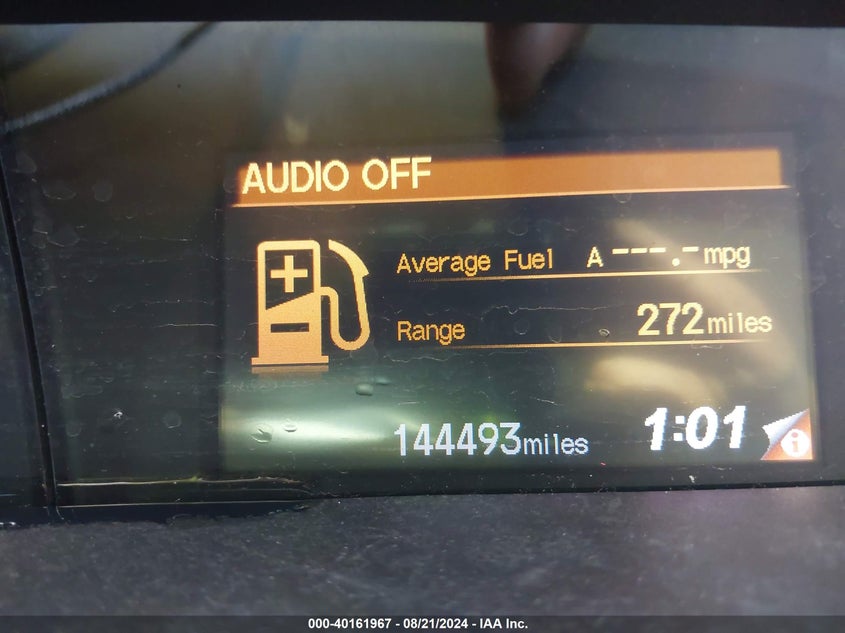 AUDIO OFF
Average Fuel A ---.- mpg
Range 272 miles
144493 miles 1:01 i
000-40161967 - 08/21/2024 - IAA Inc.